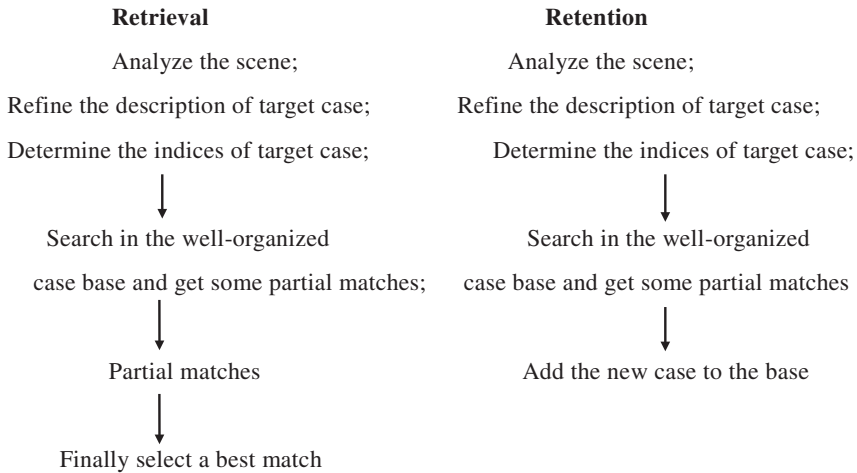 Retrieval
Analyze the scene;
Refine the description of target case;
Determine the indices of target case;
Search in the well-organized
case base and get some partial matches;
Partial matches
Finally select a best match
Retention
Analyze the scene;
Refine the description of target case;
Determine the indices of target case;
Search in the well-organized
case base and get some partial matches
Add the new case to the base